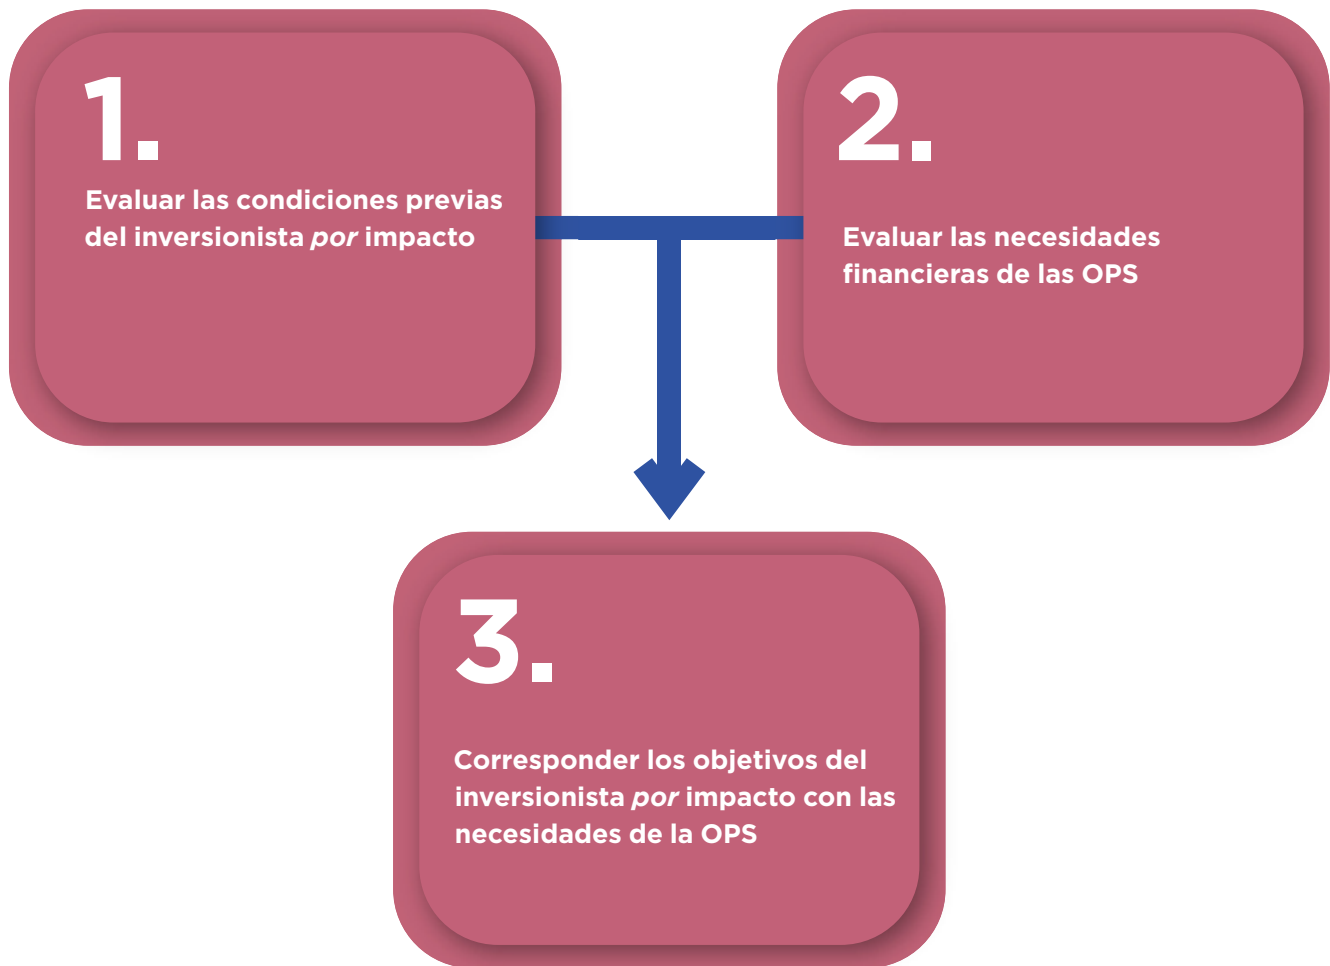 1.
Evaluar las condiciones previas
del inversionista por impacto
2.
Evaluar las necesidades
financieras de las OPS
3.
Corresponder los objetivos del
inversionista por impacto con las
necesidades de la OPS